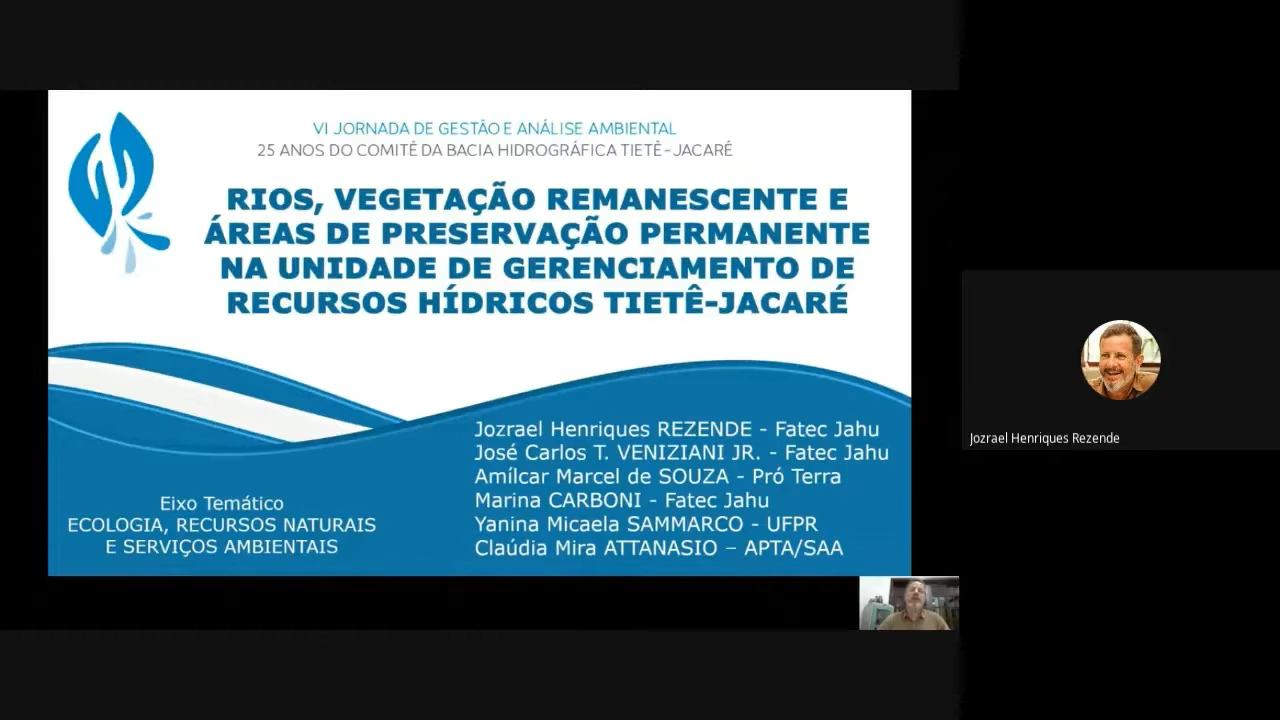 VI JORNADA DE GESTÃO E ANÁLISE AMBIENTAL
25 ANOS DO COMITÊ DA BACIA HIDROGRÁFICA TIETÊ-JACARÉ
RIOS, VEGETAÇÃO REMANESCENTE E
ÁREAS DE PRESERVAÇÃO PERMANENTE
NA UNIDADE DE GERENCIAMENTO DE
RECURSOS HÍDRICOS TIETÊ-JACARÉ
Jozrael Henriques REZENDE - Fatec Jahu
José Carlos T. VENIZIANI JR. - Fatec Jahu
Amílcar Marcel de SOUZA - Pró Terra
Marina CARBONI - Fatec Jahu
Yanina Micaela SAMMARCO - UFPR
Claúdia Mira ATTANASIO – APTA/SAA
Eixo Temático
ECOLOGIA, RECURSOS NATURAIS
E SERVIÇOS AMBIENTAIS
Jozrael Henriques Rezende